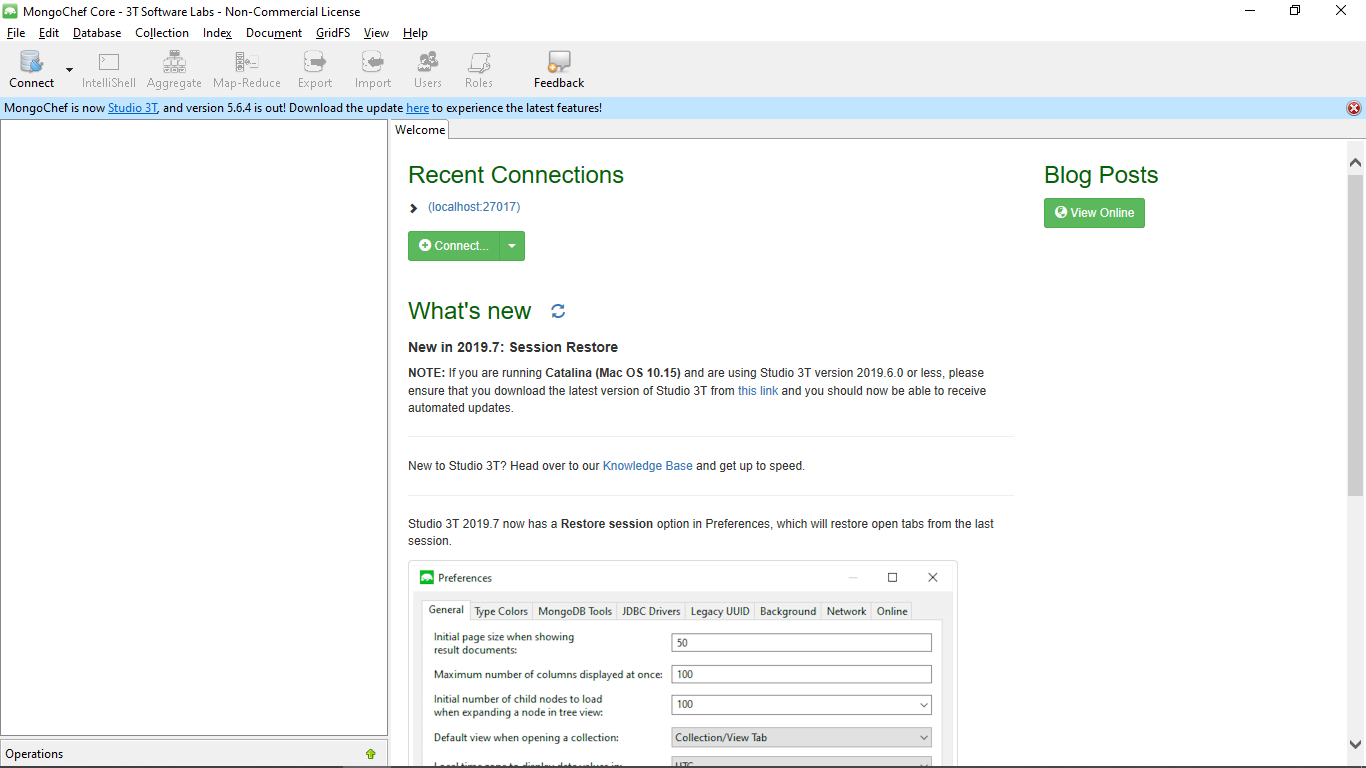 MongoChef Core - 3T Software Labs - Non-Commercial License
File Edit Database Collection Index Document GridFS View Help
Connect IntelliShell Aggregate Map-Reduce Export Import Users Roles Feedback
MongoChef is now Studio 3T, and version 5.6.4 is out! Download the update here to experience the latest features!
Welcome
Recent Connections
(localhost:27017)
Connect...
What's new
New in 2019.7: Session Restore
NOTE: If you are running Catalina (Mac OS 10.15) and are using Studio 3T version 2019.6.0 or less, please
ensure that you download the latest version of Studio 3T from this link and you should now be able to receive
automated updates.
New to Studio 3T? Head over to our Knowledge Base and get up to speed.
Studio 3T 2019.7 now has a Restore session option in Preferences, which will restore open tabs from the last
session.
Preferences
General Type Colors MongoDB Tools JDBC Drivers Legacy UUID Background Network Online
Initial page size when showing
result documents:
50
Maximum number of columns displayed at once: 100
Initial number of child nodes to load
when expanding a node in tree view:
100
Default view when opening a collection: Collection/View Tab
Local time zone to display date values in: UTC
Blog Posts
View Online
Operations